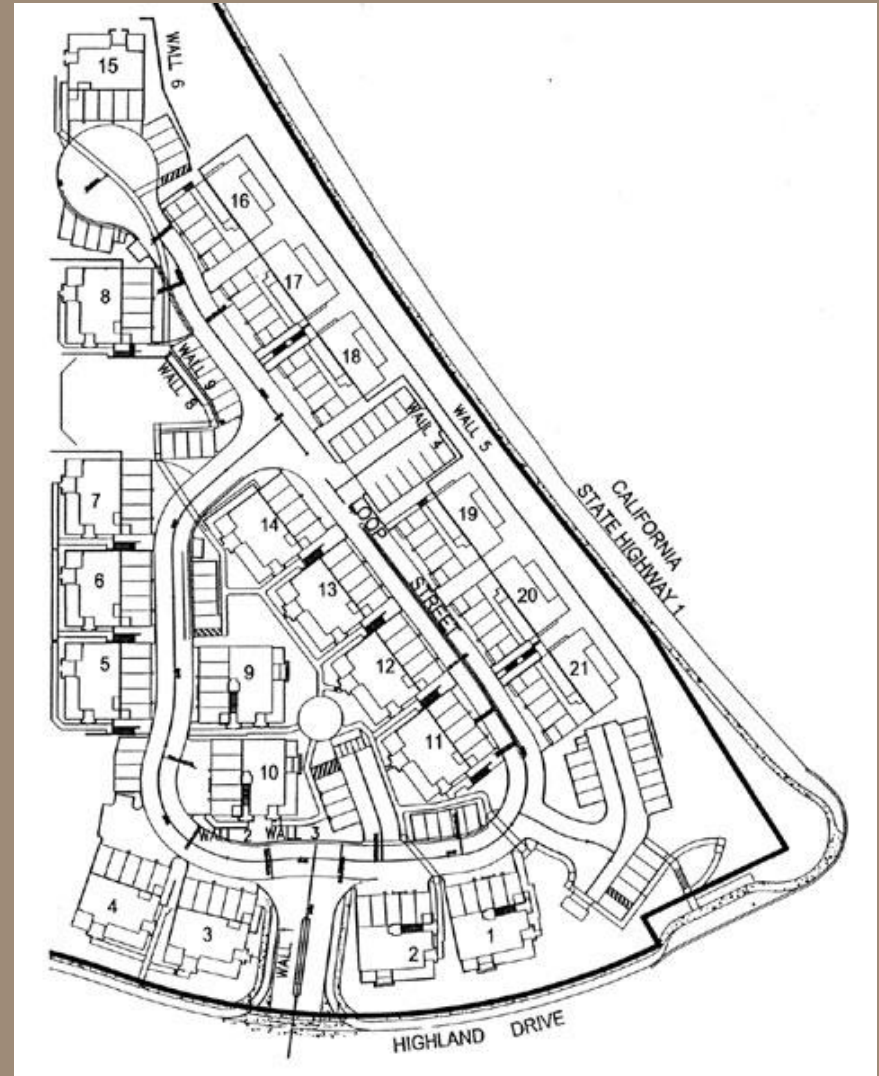 15
WALL 6
16
8
17
WALL 9
WALL 8
18
WALL 4
WALL 5
CALIFORNIA
STATE HIGHWAY 1
7
14
LOOP
STREET
19
6
13
20
5
9
12
21
10
11
WALL 2 WALL 3
4
3
WALL 1
2
1
HIGHLAND DRIVE